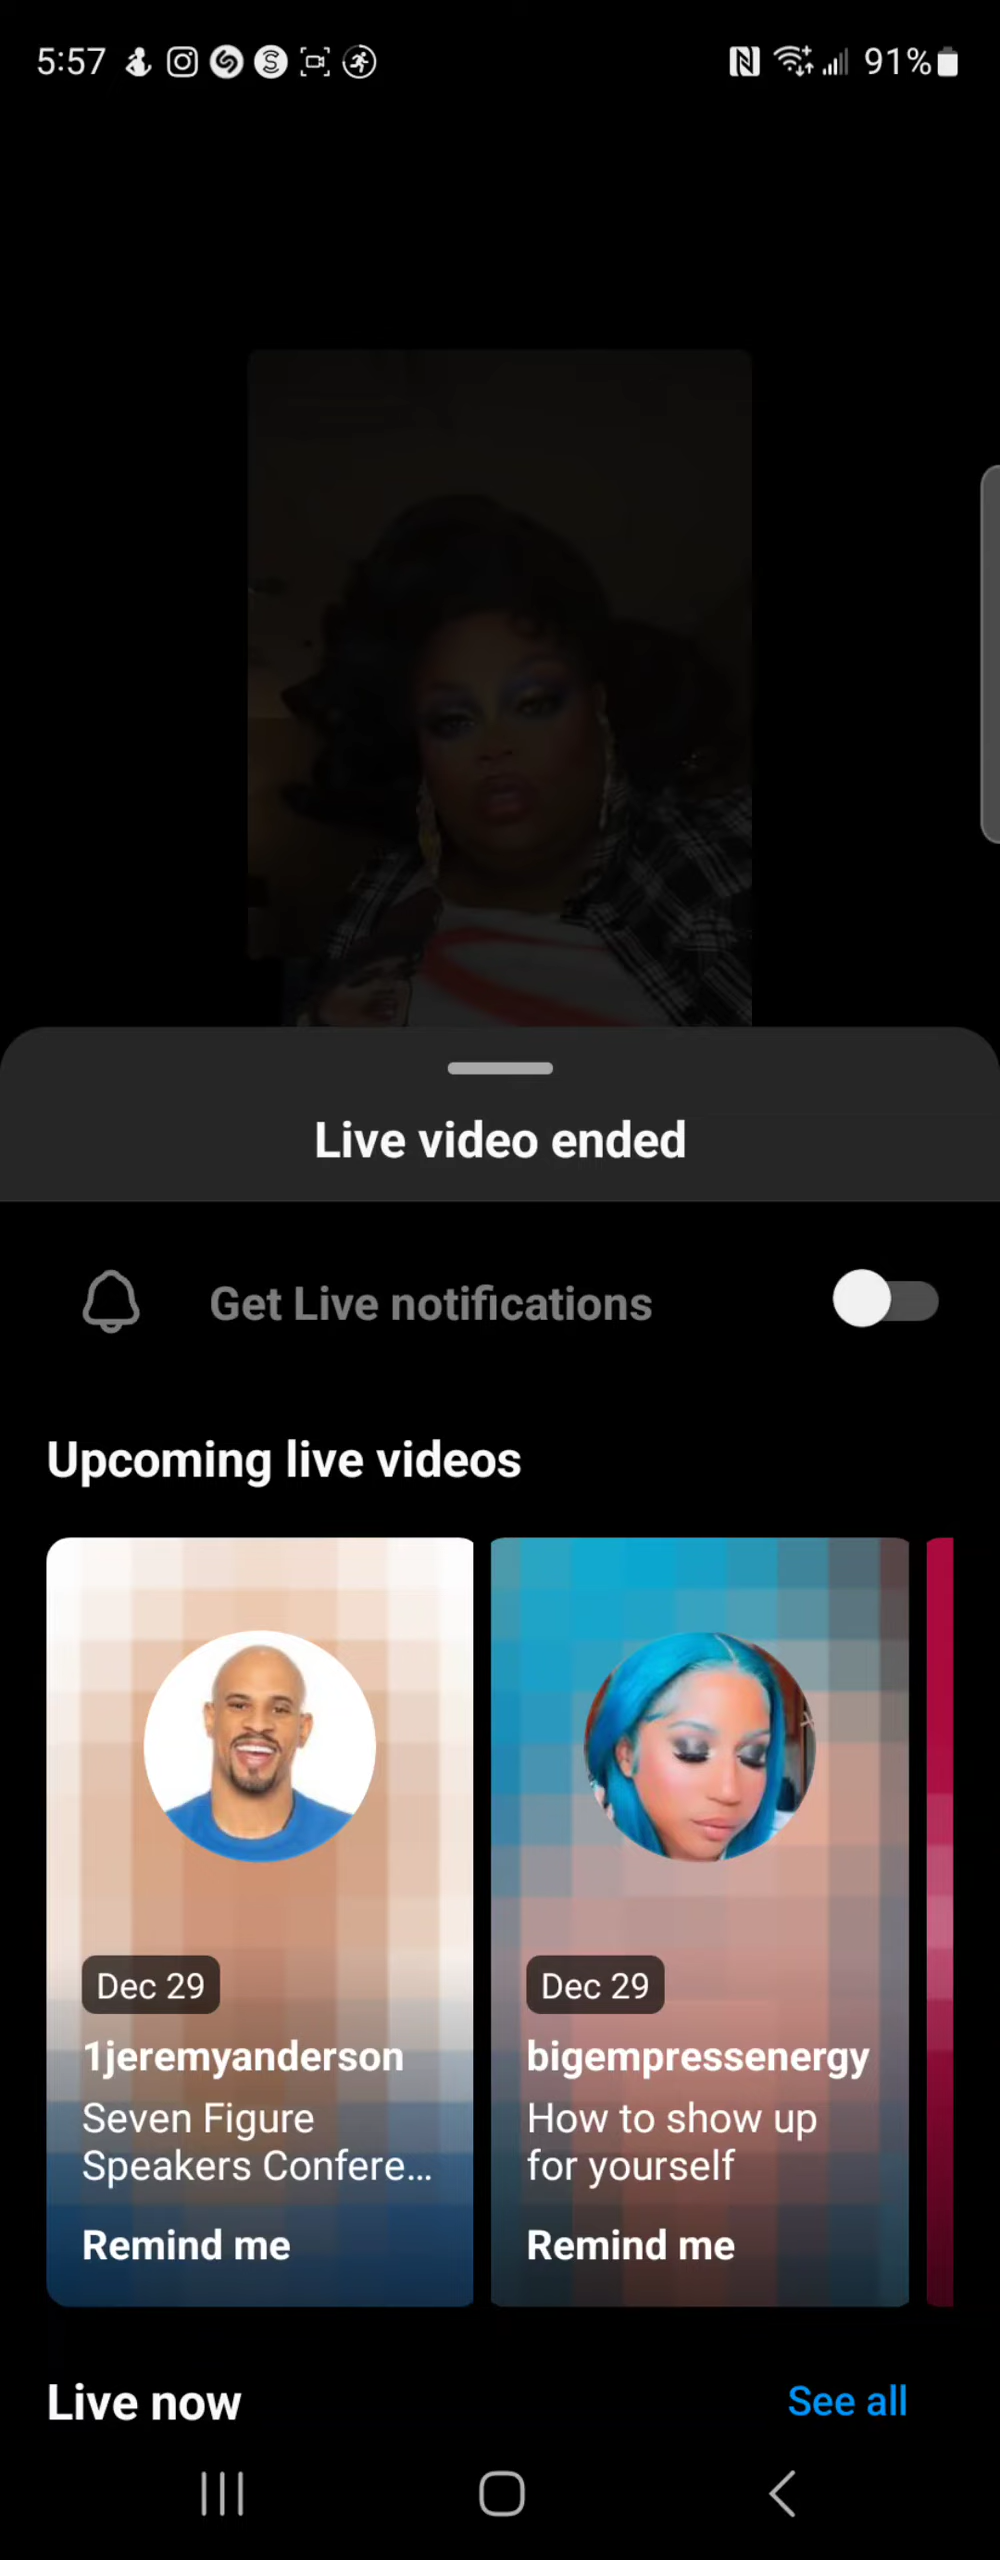 5:57 91%
Live video ended
Get Live notifications
Upcoming live videos
Dec 29
1jeremyanderson
Seven Figure
Speakers Confere...
Remind me
Dec 29
bigempressenergy
How to show up
for yourself
Remind me
Live now See all